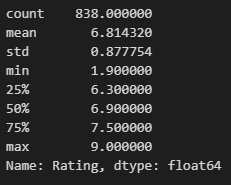 count    838.000000
mean       6.814320
std        0.877754
min        1.900000
25%        6.300000
50%        6.900000
75%        7.500000
max        9.000000
Name: Rating, dtype: float64